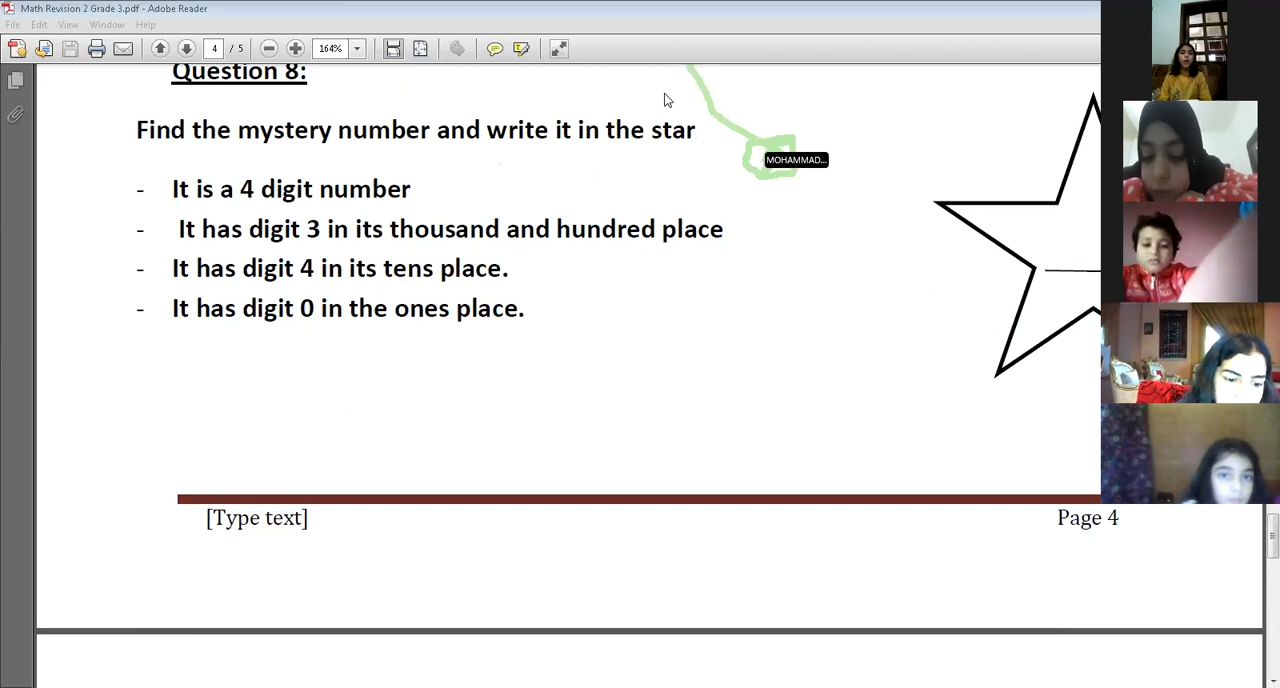 Math Revision 2 Grade 3.pdf - Adobe Reader
File Edit View Window Help
4 / 5 164%
Question 8:
Find the mystery number and write it in the star
MOHAMMAD...
- It is a 4 digit number
- It has digit 3 in its thousand and hundred place
- It has digit 4 in its tens place.
- It has digit 0 in the ones place.
[Type text] Page 4